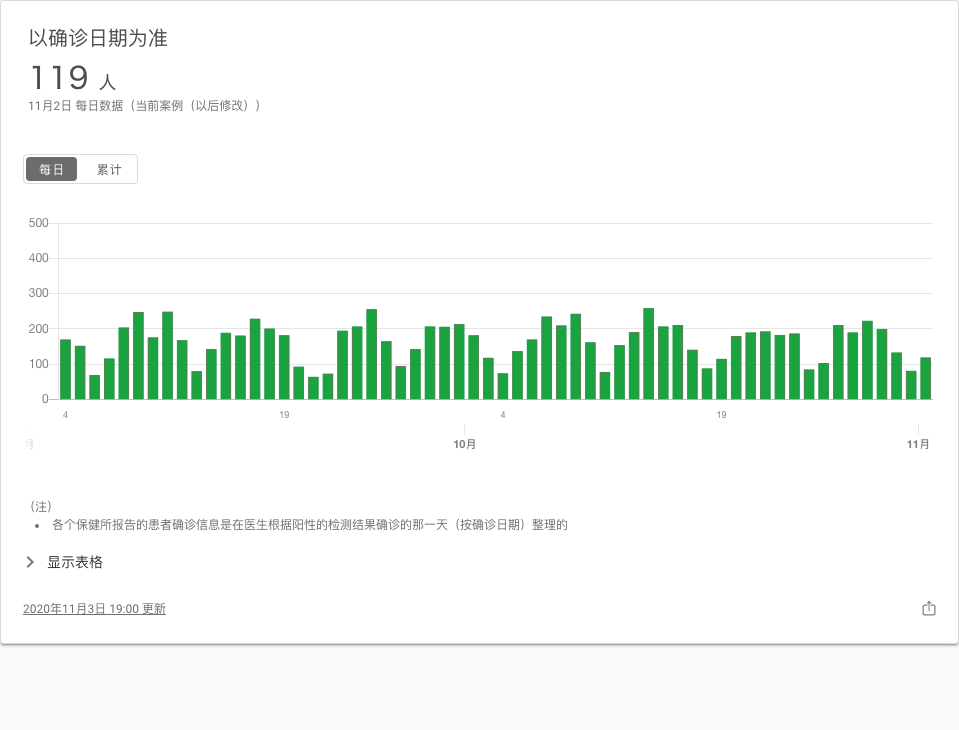 以确诊日期为准
119 人
11月2日 每日数据（当前案例（以后修改））
每日 累计
500
400
300
200
100
0
4 19 4 19
月 10月 11月
（注）
• 各个保健所报告的患者确诊信息是在医生根据阳性的检测结果确诊的那一天（按确诊日期）整理的
显示表格
2020年11月3日 19:00 更新